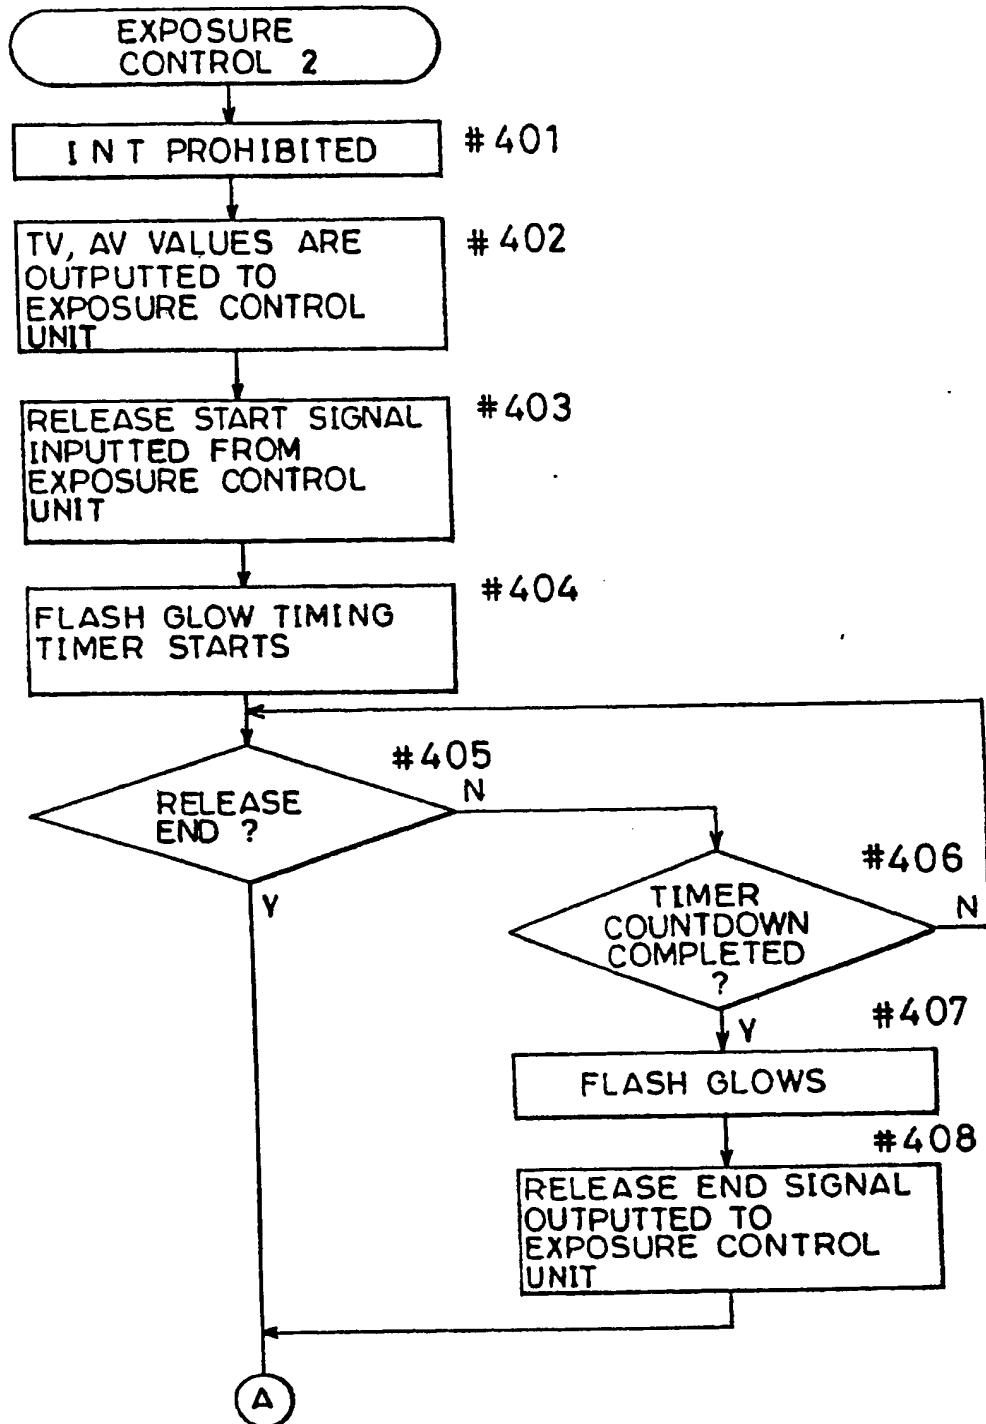 EXPOSURE
CONTROL 2
INT PROHIBITED
#401
TV, AV VALUES ARE
OUTPUTTED TO
EXPOSURE CONTROL
UNIT
#402
RELEASE START SIGNAL
INPUTTED FROM
EXPOSURE CONTROL
UNIT
#403
FLASH GLOW TIMING
TIMER STARTS
#404
#405
RELEASE
END ?
N
Y
#406
TIMER
COUNTDOWN
COMPLETED
?
N
Y
#407
FLASH GLOWS
#408
RELEASE END SIGNAL
OUTPUTTED TO
EXPOSURE CONTROL
UNIT
A